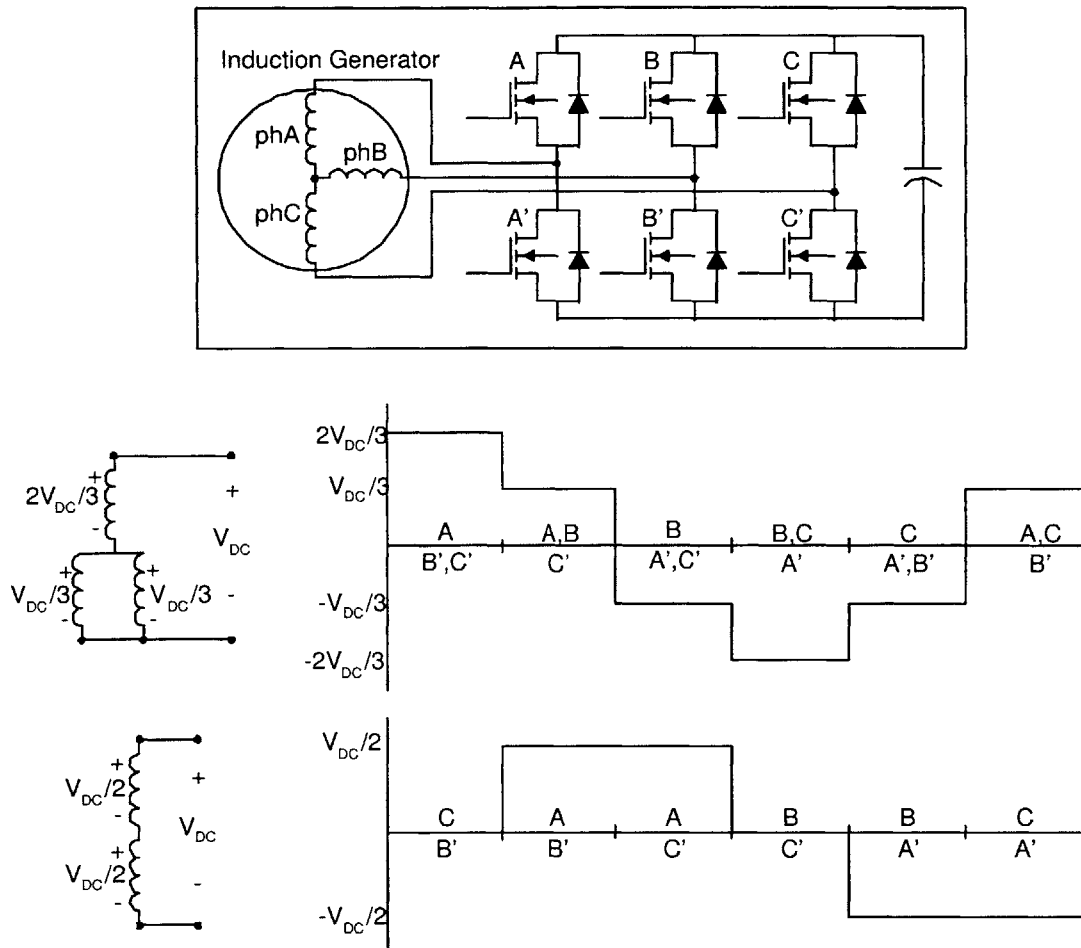 Induction Generator
A B C
phA
phB
phC
A' B' C'
2V_DC/3
V_DC/3
A A,B B B,C C A,C
B',C' C' A',C' A' A',B' B'
-V_DC/3
-2V_DC/3
+
2V_DC/3
-
+
V_DC
-
+ +
V_DC/3 V_DC/3
- -
V_DC/2
C A A B B C
B' B' C' C' A' A'
-V_DC/2
+
V_DC/2
-
+
V_DC/2
-
+
V_DC
-